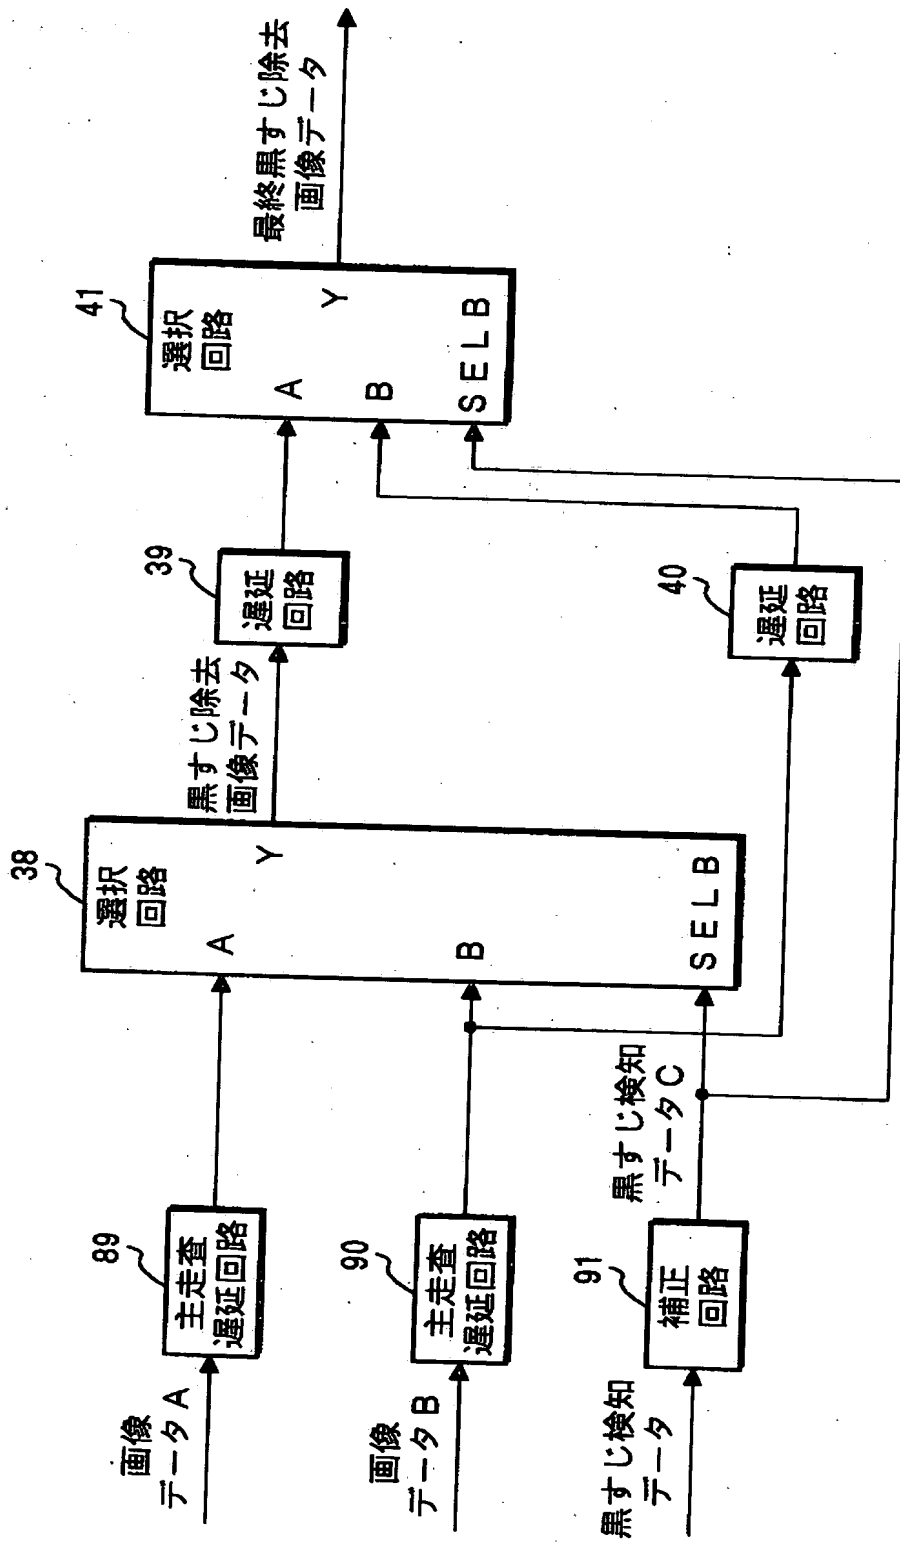 画像
データA
89
主走査
遅延回路
画像
データB
90
主走査
遅延回路
黒すじ検知
データ
91
補正
回路
黒すじ検知
データC
38
選択
回路
A
B
SELB
Y
黒すじ除去
画像データ
39
遅延
回路
40
遅延
回路
41
選択
回路
A
B
SELB
Y
最終黒すじ除去
画像データ